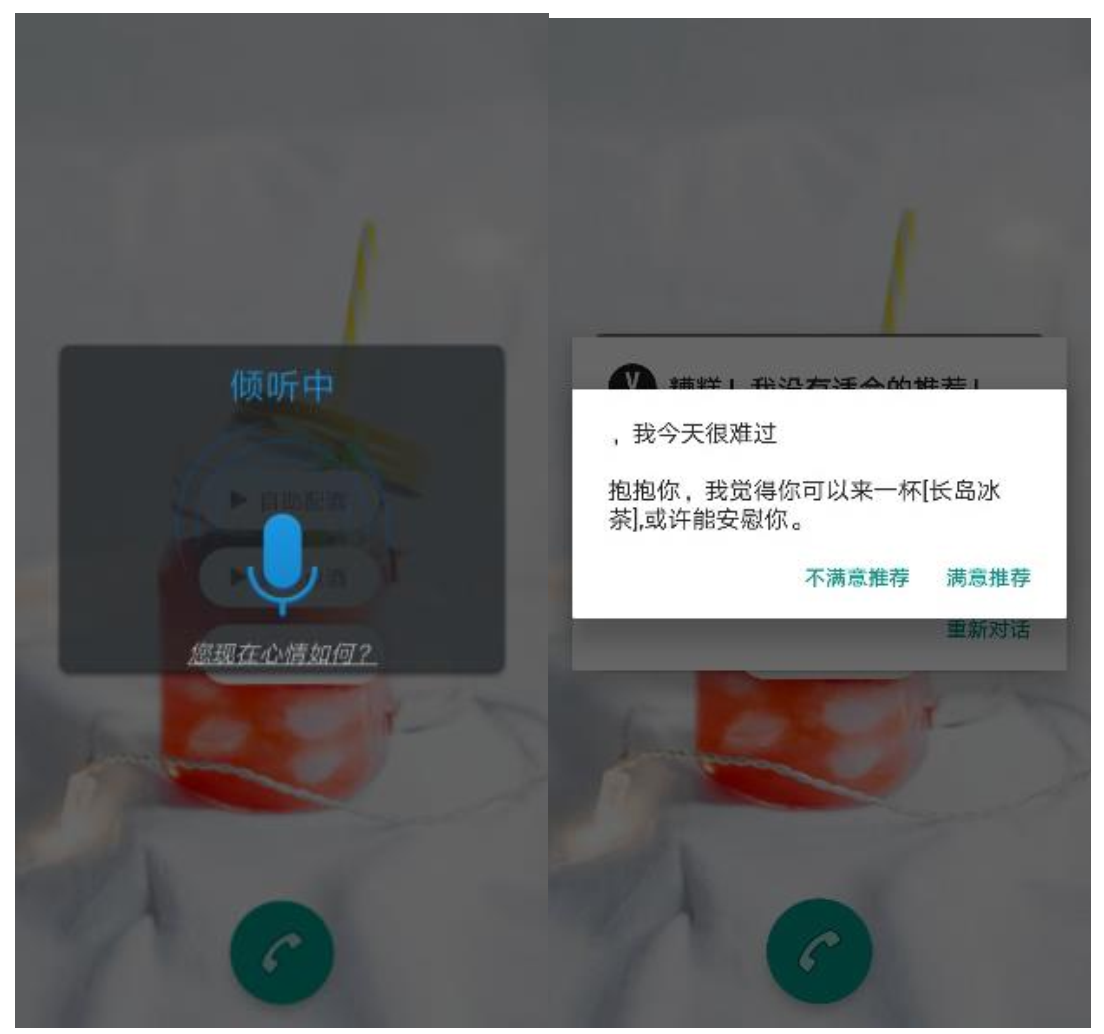 倾听中
▶ 自助配酒
酒
您现在心情如何？
V 糟糕！我没有适合的推荐！
，我今天很难过
抱抱你，我觉得你可以来一杯[长岛冰
茶],或许能安慰你。
不满意推荐 满意推荐
重新对话